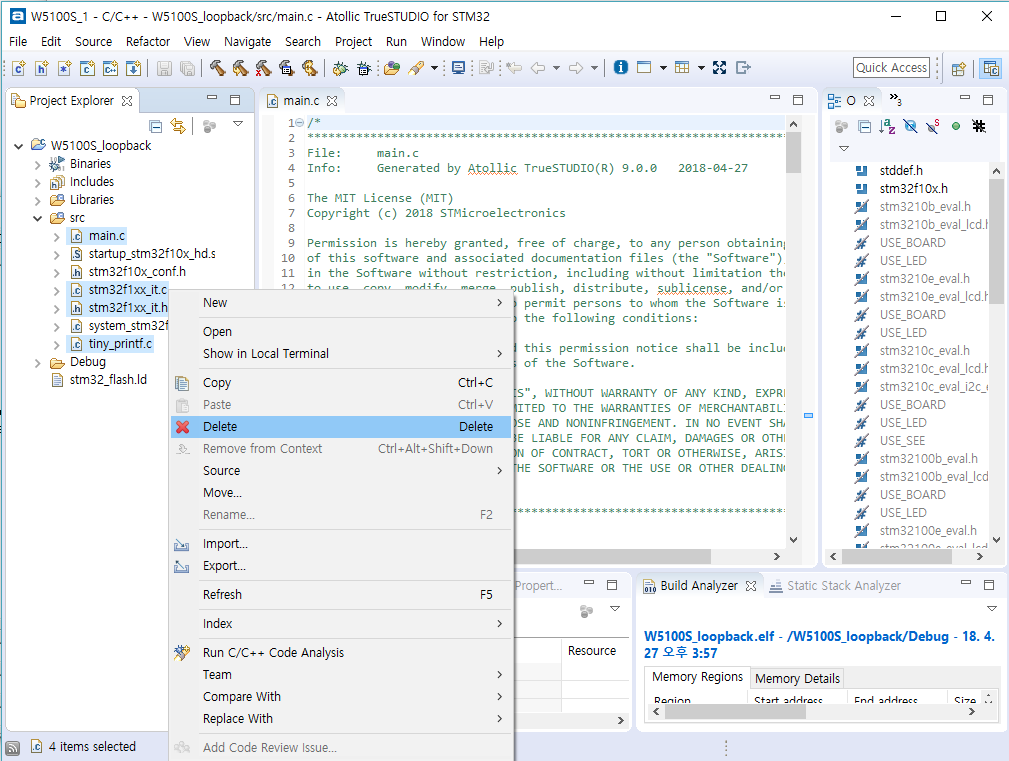 W5100S_1 - C/C++ - W5100S_loopback/src/main.c - Atollic TrueSTUDIO for STM32
File Edit Source Refactor View Navigate Search Project Run Window Help
Quick Access
Project Explorer
W5100S_loopback
Binaries
Includes
Libraries
src
main.c
startup_stm32f10x_hd.s
stm32f10x_conf.h
stm32f1xx_it.c
stm32f1xx_it.h
system_stm32f
tiny_printf.c
Debug
stm32_flash.ld
4 items selected
main.c
1 /*
2 ******************************************************************************
3 File: main.c
4 Info: Generated by Atollic TrueSTUDIO(R) 9.0.0 2018-04-27
5
6 The MIT License (MIT)
7 Copyright (c) 2018 STMicroelectronics
8
9 Permission is hereby granted, free of charge, to any person obtaining
10 of this software and associated documentation files (the "Software")
11 in the Software without restriction, including without limitation the
12 to use, copy, modify, merge, publish, distribute, sublicense, and/or
permit persons to whom the Software is
the following conditions:
this permission notice shall be inclu
s of the Software.
IS", WITHOUT WARRANTY OF ANY KIND, EXPR
MITED TO THE WARRANTIES OF MERCHANTABIL
OSE AND NONINFRINGEMENT. IN NO EVENT SHA
BE LIABLE FOR ANY CLAIM, DAMAGES OR OTHE
ON OF CONTRACT, TORT OR OTHERWISE, ARISI
THE SOFTWARE OR THE USE OR OTHER DEALIN
New
Open
Show in Local Terminal
Copy Ctrl+C
Paste Ctrl+V
Delete Delete
Remove from Context Ctrl+Alt+Shift+Down
Source
Move...
Rename... F2
Import...
Export...
Refresh F5
Index
Run C/C++ Code Analysis
Team
Compare With
Replace With
Add Code Review Issue...
O
3
stddef.h
stm32f10x.h
stm3210b_eval.h
stm3210b_eval_lcd.h
USE_BOARD
USE_LED
stm3210e_eval.h
stm3210e_eval_lcd.h
USE_BOARD
USE_LED
stm3210c_eval.h
stm3210c_eval_lcd.h
stm3210c_eval_i2c_e
USE_BOARD
USE_LED
USE_SEE
stm32100b_eval.h
stm32100b_eval_lcd
USE_BOARD
USE_LED
stm32100e_eval.h
stm32100e_eval_lcd
Propert...
Resource
Build Analyzer
Static Stack Analyzer
W5100S_loopback.elf - /W5100S_loopback/Debug - 18. 4.
27 오후 3:57
Memory Regions Memory Details
Region Start address End address Size